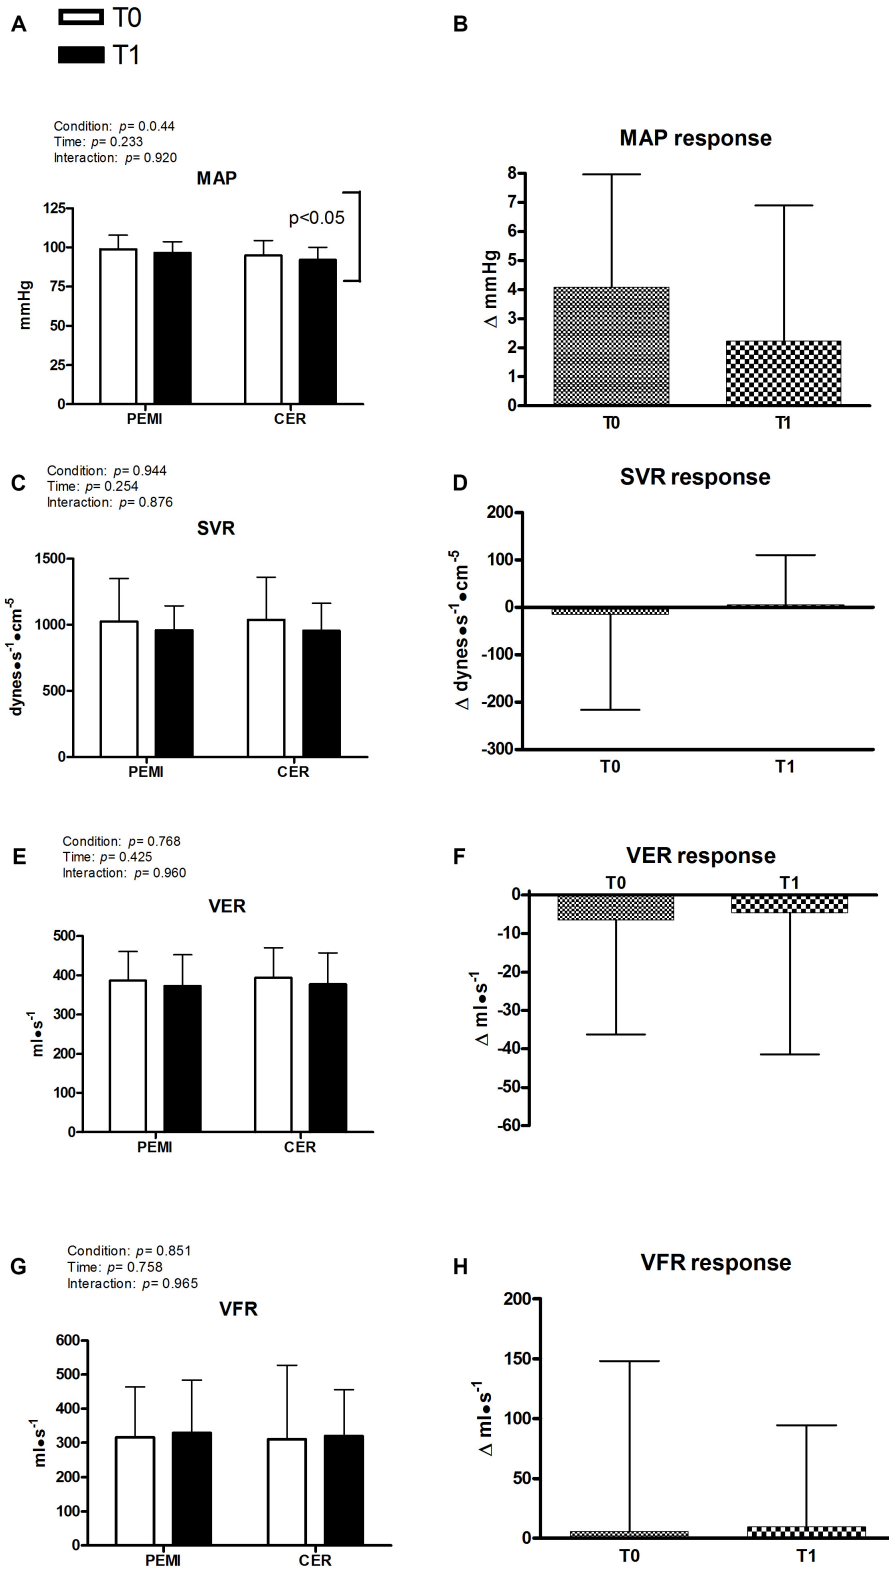 A
T0
T1
B
Condition: p= 0.0.44
Time: p= 0.233
Interaction: p= 0.920
MAP
p<0.05
125
100
75
50
25
0
mmHg
PEMI
CER
MAP response
8
7
6
5
4
3
2
1
0
Δ mmHg
T0
T1
C
Condition: p= 0.944
Time: p= 0.254
Interaction: p= 0.876
SVR
1500
1000
500
0
dynes●s-1●cm-5
PEMI
CER
D
SVR response
200
100
0
-100
-200
-300
Δ dynes●s-1●cm-5
T0
T1
E
Condition: p= 0.768
Time: p= 0.425
Interaction: p= 0.960
VER
500
400
300
200
100
0
ml●s-1
PEMI
CER
F
VER response
T0
T1
0
-10
-20
-30
-40
-50
-60
Δ ml●s-1
G
Condition: p= 0.851
Time: p= 0.758
Interaction: p= 0.965
VFR
600
500
400
300
200
100
0
ml●s-1
PEMI
CER
H
VFR response
200
150
100
50
0
Δ ml●s-1
T0
T1